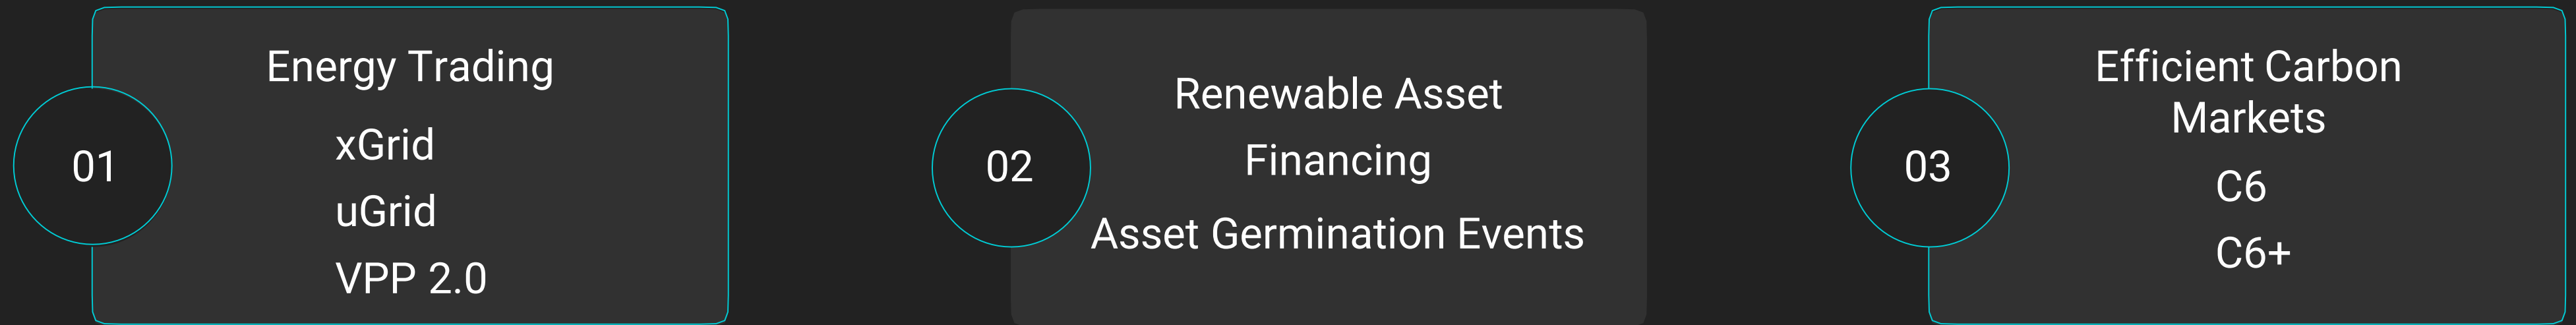 01
Energy Trading
xGrid
uGrid
VPP 2.0
02
Renewable Asset
Financing
Asset Germination Events
03
Efficient Carbon
Markets
C6
C6+